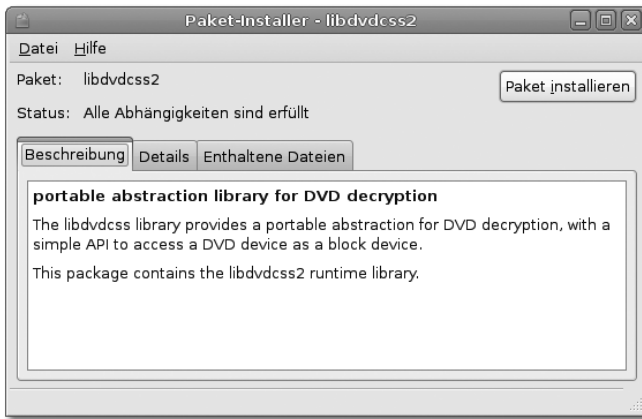 Paket-Installer - libdvdcss2
Datei Hilfe
Paket: libdvdcss2
Paket installieren
Status: Alle Abhängigkeiten sind erfüllt
Beschreibung Details Enthaltene Dateien
portable abstraction library for DVD decryption
The libdvdcss library provides a portable abstraction for DVD decryption, with a
simple API to access a DVD device as a block device.
This package contains the libdvdcss2 runtime library.